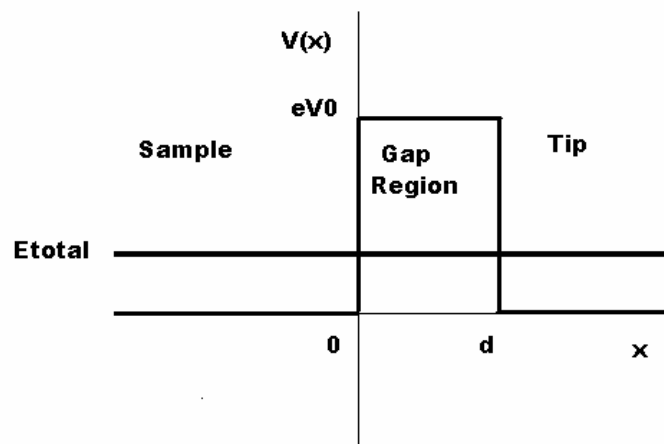 V(x)
eV0
Sample
Gap
Region
Tip
Etotal
0
d
x